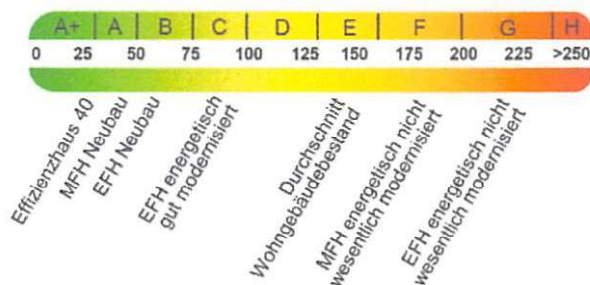 A+ A B C D E F G H
0 25 50 75 100 125 150 175 200 225 >250
Effizienzhaus 40
MFH Neubau
EFH Neubau
EFH energetisch
gut modernisiert
Durchschnitt
Wohngebäudebestand
MFH energetisch nicht
wesentlich modernisiert
EFH energetisch nicht
wesentlich modernisiert